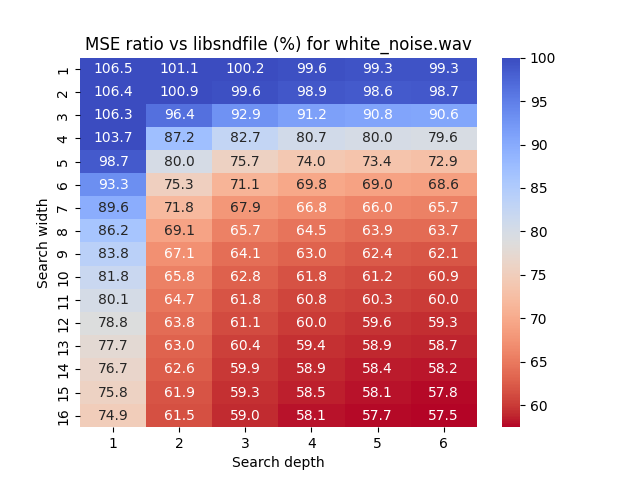 MSE ratio vs libsndfile (%) for white_noise.wav
1 106.5 101.1 100.2 99.6 99.3 99.3
2 106.4 100.9 99.6 98.9 98.6 98.7
3 106.3 96.4 92.9 91.2 90.8 90.6
4 103.7 87.2 82.7 80.7 80.0 79.6
5 98.7 80.0 75.7 74.0 73.4 72.9
6 93.3 75.3 71.1 69.8 69.0 68.6
7 89.6 71.8 67.9 66.8 66.0 65.7
8 86.2 69.1 65.7 64.5 63.9 63.7
9 83.8 67.1 64.1 63.0 62.4 62.1
10 81.8 65.8 62.8 61.8 61.2 60.9
11 80.1 64.7 61.8 60.8 60.3 60.0
12 78.8 63.8 61.1 60.0 59.6 59.3
13 77.7 63.0 60.4 59.4 58.9 58.7
14 76.7 62.6 59.9 58.9 58.4 58.2
15 75.8 61.9 59.3 58.5 58.1 57.8
16 74.9 61.5 59.0 58.1 57.7 57.5
1 2 3 4 5 6
Search depth
Search width
100
95
90
85
80
75
70
65
60